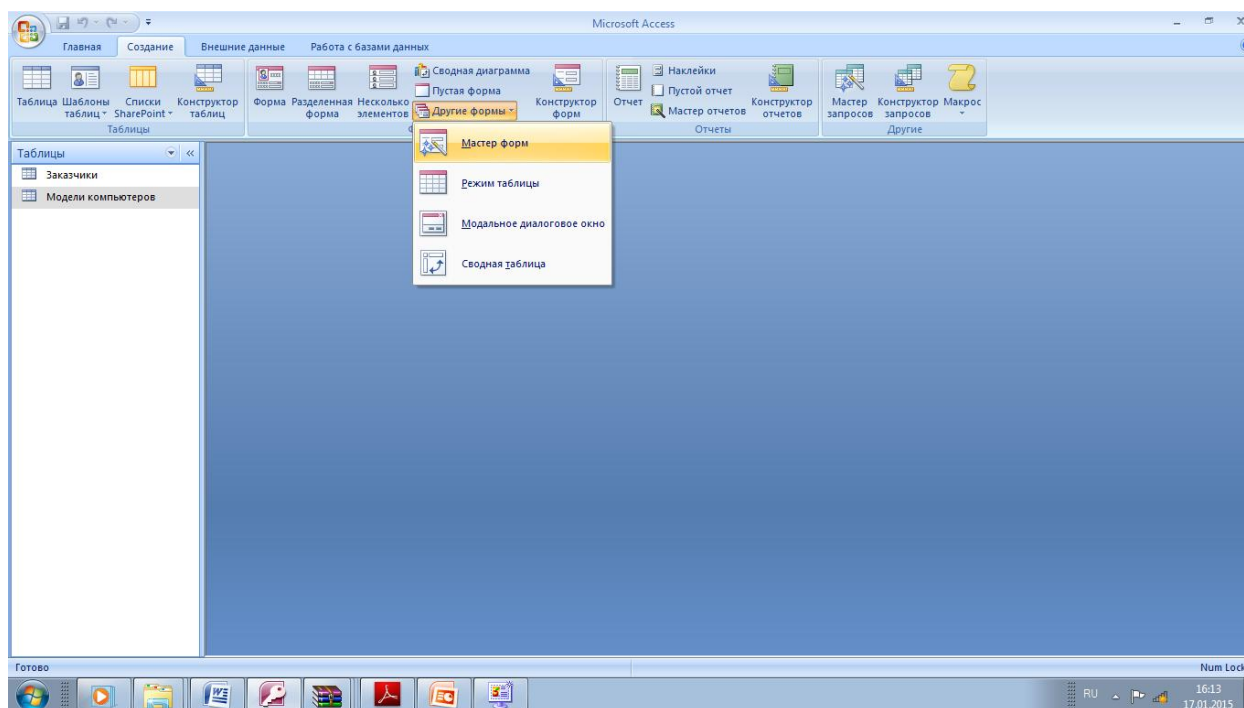 Microsoft Access
Главная Создание Внешние данные Работа с базами данных
Таблица
Шаблоны таблиц
Списки SharePoint
Конструктор таблиц
Таблицы
Форма
Разделенная форма
Несколько элементов
Сводная диаграмма
Пустая форма
Другие формы
Конструктор форм
Отчет
Наклейки
Пустой отчет
Мастер отчетов
Конструктор отчетов
Отчеты
Мастер запросов
Конструктор запросов
Макрос
Другие
Мастер форм
Режим таблицы
Модальное диалоговое окно
Сводная таблица
Таблицы
Заказчики
Модели компьютеров
Готово
Num Lock
RU
16:13
17.01.2015